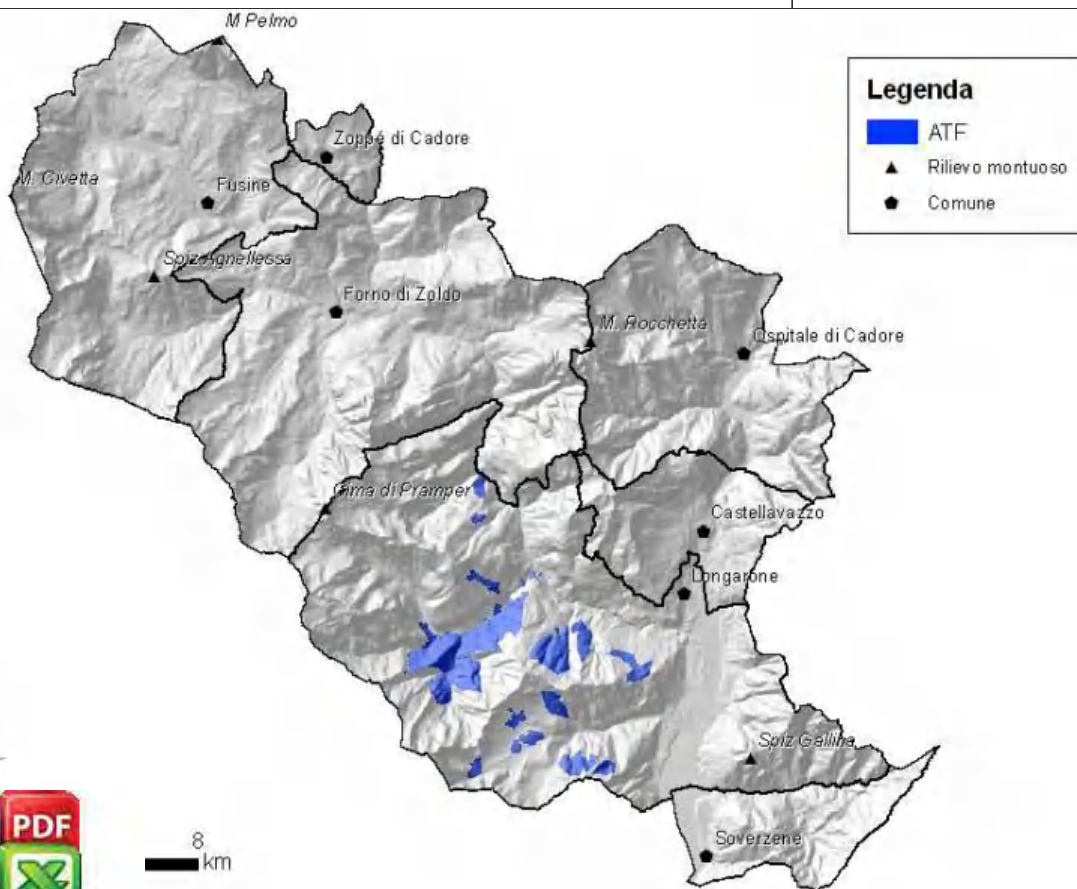 M Pelmo
Legenda
ATF
Rilievo montuoso
Comune
Zoppé di Cadore
M. Civetta
Fusine
Spiz Agnellessa
Forno di Zoldo
M. Rocchetta
Ospitale di Cadore
Cima di Pramper
Castellavazzo
Longarone
Spiz Gallina
PDF
8
km
Soverzene